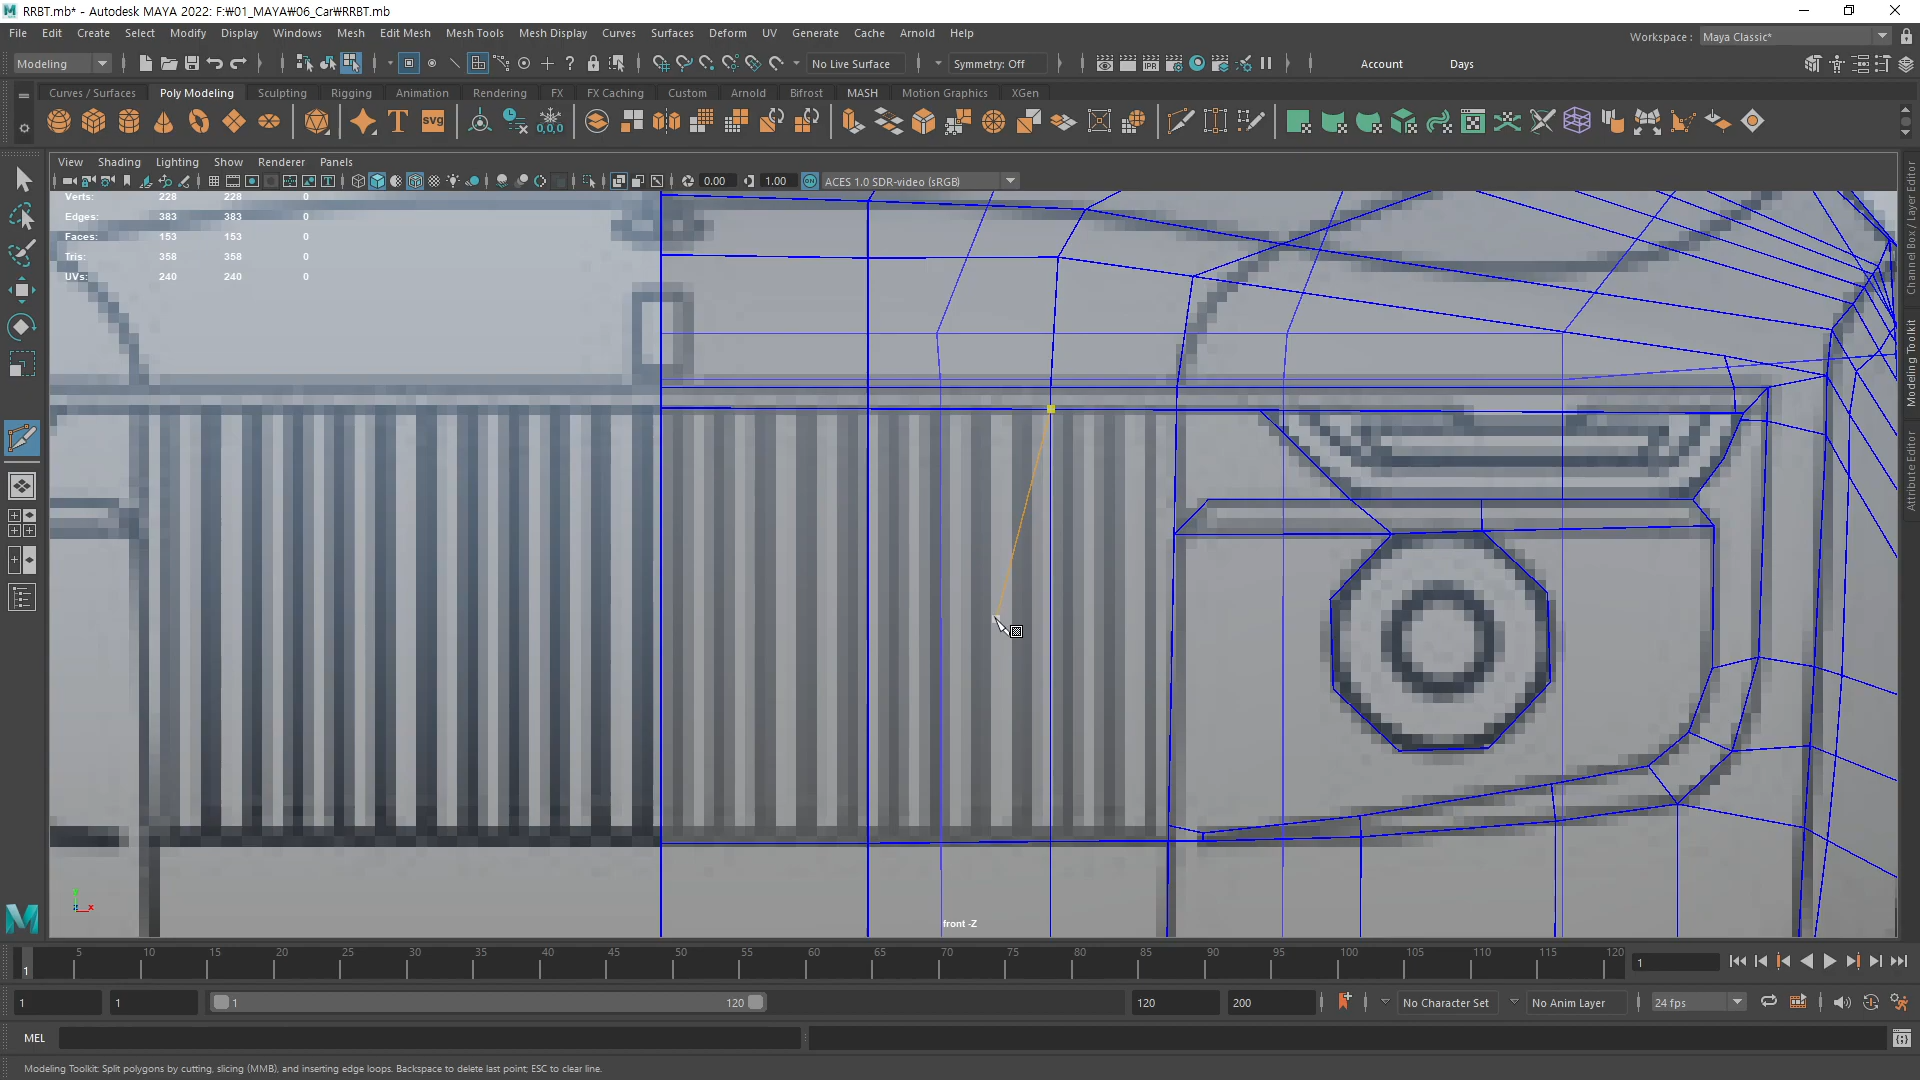 RRBT.mb* - Autodesk MAYA 2022: F:₩01_MAYA₩06_Car₩RRBT.mb
File Edit Create Select Modify Display Windows Mesh Edit Mesh Mesh Tools Mesh Display Curves Surfaces Deform UV Generate Cache Arnold Help
Workspace : Maya Classic*
Modeling No Live Surface Symmetry: Off IPR Account Days
Curves / Surfaces Poly Modeling Sculpting Rigging Animation Rendering FX FX Caching Custom Arnold Bifrost MASH Motion Graphics XGen
T svg 0,0,0
View Shading Lighting Show Renderer Panels
0.00 1.00 ON ACES 1.0 SDR-video (sRGB)
Verts: 228 228 0
Edges: 383 383 0
Faces: 153 153 0
Tris: 358 358 0
UVs: 240 240 0
Channel Box / Layer Editor
Modeling Toolkit
Attribute Editor
front -Z
M
5 10 15 20 25 30 35 40 45 50 55 60 65 70 75 80 85 90 95 100 105 110 115 120
1 1
1 1 1 120 120 200 No Character Set No Anim Layer 24 fps
MEL
Modeling Toolkit: Split polygons by cutting, slicing (MMB), and inserting edge loops. Backspace to delete last point; ESC to clear line.